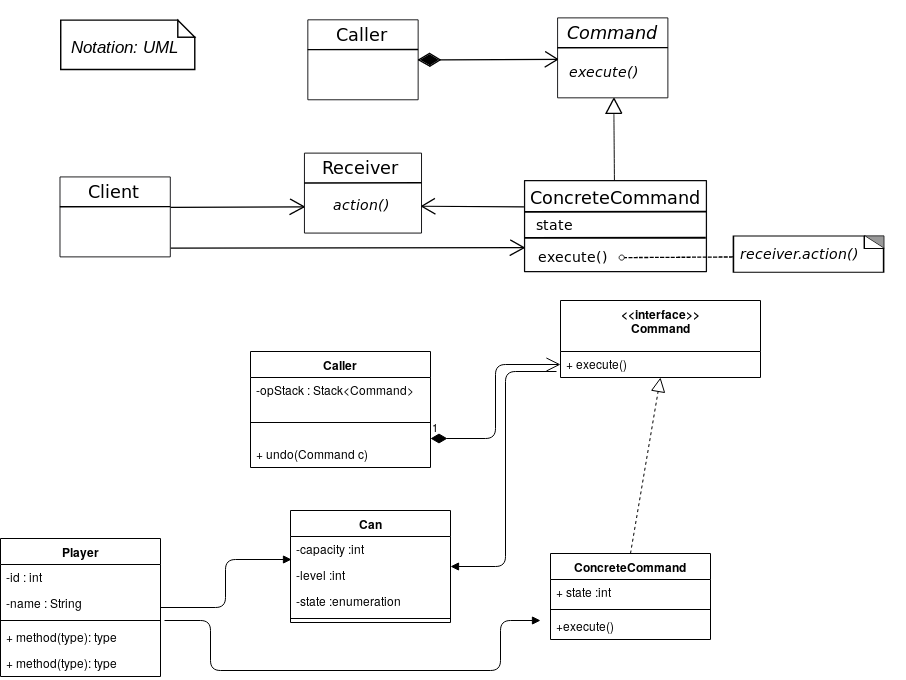 Notation: UML
Caller
Command
execute()
Client
Receiver
action()
ConcreteCommand
state
execute()
receiver.action()
<<interface>>
Command
+ execute()
Caller
-opStack : Stack<Command>
+ undo(Command c)
1
Can
-capacity :int
-level :int
-state :enumeration
Player
-id : int
-name : String
+ method(type): type
+ method(type): type
ConcreteCommand
+ state :int
+execute()